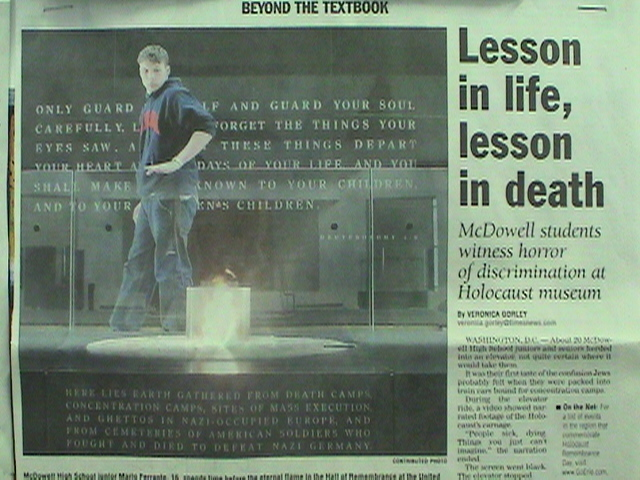 BEYOND THE TEXTBOOK
ONLY GUARD LF AND GUARD YOUR SOUL
CAREFULLY, L ORGET THE THINGS YOUR
EYES SAW, A THESE THINGS DEPART
YOUR HEART A DAYS OF YOUR LIFE, AND YOU
SHALL MAKE KNOWN TO YOUR CHILDREN,
AND TO YOUR EN'S CHILDREN.
DEUTERONOMY 4:9
HERE LIES EARTH GATHERED FROM DEATH CAMPS,
CONCENTRATION CAMPS, SITES OF MASS EXECUTION,
AND GHETTOS IN NAZI-OCCUPIED EUROPE, AND
FROM CEMETERIES OF AMERICAN SOLDIERS WHO
FOUGHT AND DIED TO DEFEAT NAZI GERMANY.
CONTRIBUTED PHOTO
McDowell High School junior Mario Ferrante, 16, spends time before the eternal flame in the Hall of Remembrance at the United
Lesson
in life,
lesson
in death
McDowell students
witness horror
of discrimination at
Holocaust museum
By VERONICA GORLEY
veronica.gorley@timesnews.com
WASHINGTON, D.C. — About 20 McDow-
ell High School juniors and seniors herded
into an elevator, not quite certain where it
would take them.
It was their first taste of the confusion Jews
probably felt when they were packed into
train cars bound for concentration camps.
During the elevator
ride, a video showed nar-
rated footage of the Holo-
caust's carnage.
"People sick, dying.
Things you just can't
imagine," the narration
ended.
The screen went black.
The elevator stopped
On the Net: For
a list of events
in the region that
commemorate
Holocaust
Remembrance
Day, visit
www.GoErie.com,